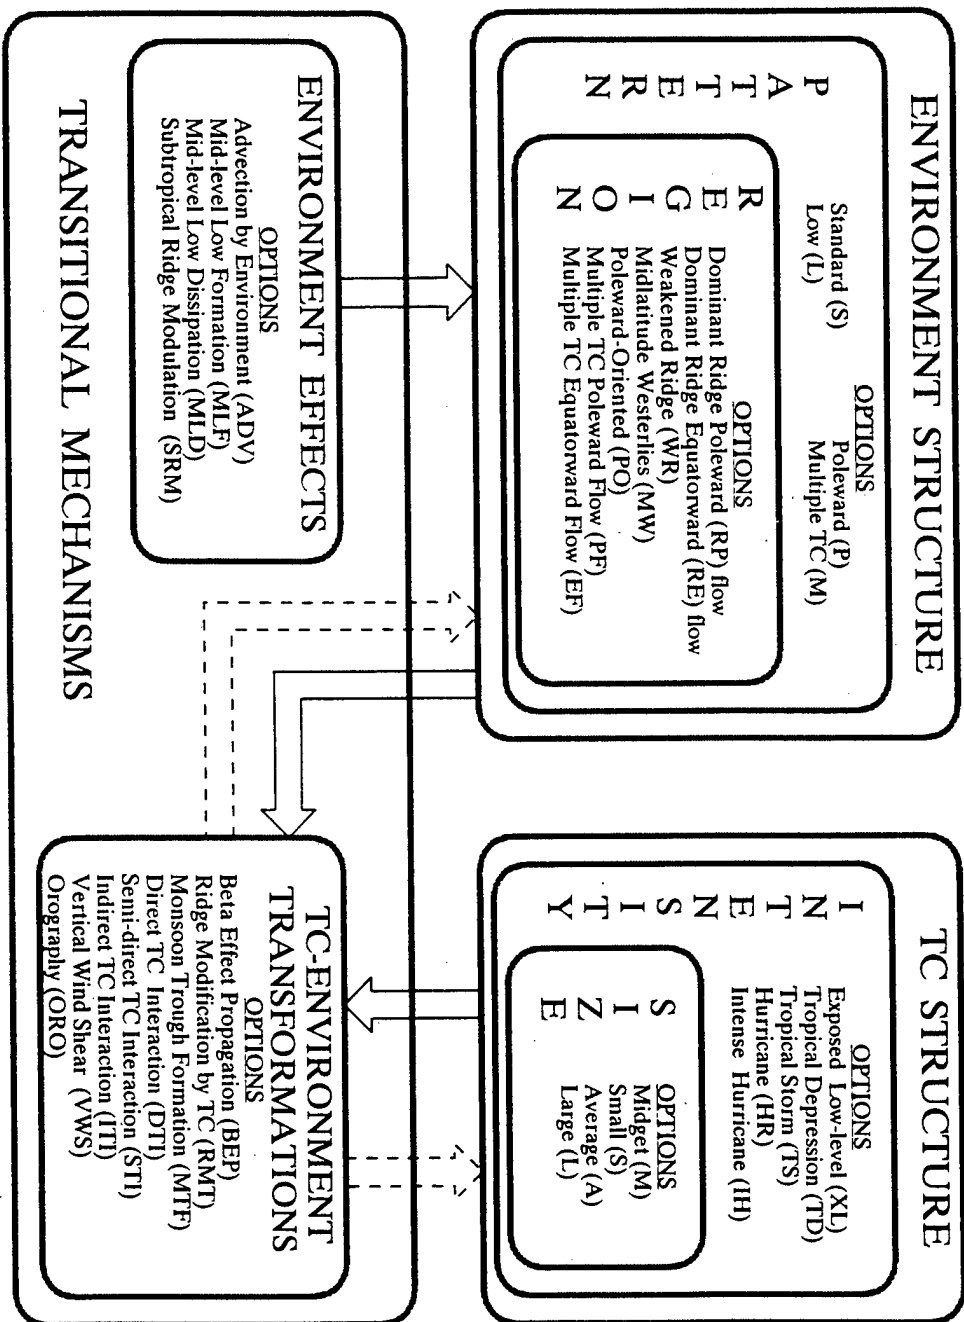 ENVIRONMENT STRUCTURE
OPTIONS
Standard (S)
Low (L)
Poleward (P)
Multiple TC (M)
PATTERN
REGION
OPTIONS
Dominant Ridge Poleward (RP) flow
Dominant Ridge Equatorward (RE) flow
Weakened Ridge (WR)
Midlatitude Westerlies (MW)
Poleward-Oriented (PO)
Multiple TC Poleward Flow (PF)
Multiple TC Equatorward Flow (EF)
TC STRUCTURE
INTENSITY
OPTIONS
Exposed Low-level (XL)
Tropical Depression (TD)
Tropical Storm (TS)
Hurricane (HR)
Intense Hurricane (IH)
SIZE
OPTIONS
Midget (M)
Small (S)
Average (A)
Large (L)
ENVIRONMENT EFFECTS
OPTIONS
Advection by Environment (ADV)
Mid-level Low Formation (MLF)
Mid-level Low Dissipation (MLD)
Subtropical Ridge Modulation (SRM)
TC-ENVIRONMENT
TRANSFORMATIONS
OPTIONS
Beta Effect Propagation (BEP)
Ridge Modification by TC (RMT)
Monsoon Trough Formation (MTF)
Direct TC Interaction (DTI)
Semi-direct TC Interaction (STI)
Indirect TC Interaction (ITI)
Vertical Wind Shear (VWS)
Orography (ORO)
TRANSITIONAL MECHANISMS